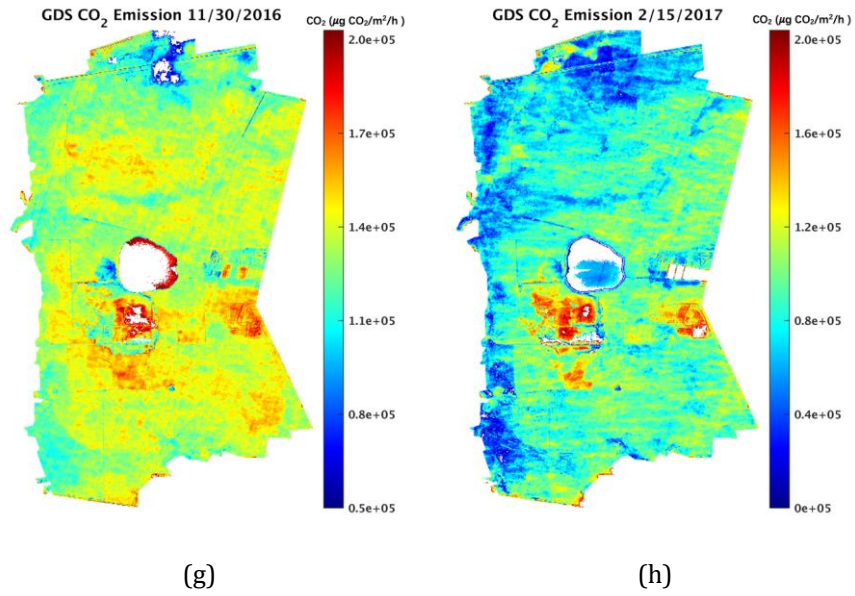 GDS CO₂ Emission 11/30/2016
CO₂ (μg CO₂/m²/h )
2.0e+05
1.7e+05
1.4e+05
1.1e+05
0.8e+05
0.5e+05
(g)
GDS CO₂ Emission 2/15/2017
CO₂ (μg CO₂/m²/h )
2.0e+05
1.6e+05
1.2e+05
0.8e+05
0.4e+05
0e+05
(h)